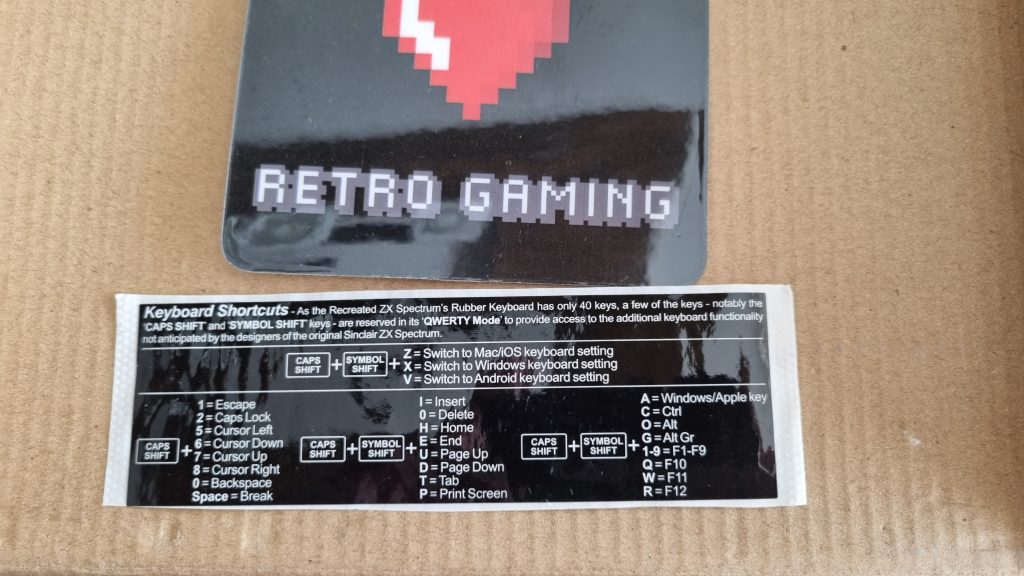 RETRO GAMING
Keyboard Shortcuts - As the Recreated ZX Spectrum's Rubber Keyboard has only 40 keys, a few of the keys - notably the
'CAPS SHIFT' and 'SYMBOL SHIFT' keys - are reserved in its 'QWERTY Mode' to provide access to the additional keyboard functionality
not anticipated by the designers of the original Sinclair ZX Spectrum.
CAPS SHIFT + SYMBOL SHIFT +
Z = Switch to Mac/iOS keyboard setting
X = Switch to Windows keyboard setting
V = Switch to Android keyboard setting
CAPS SHIFT +
1 = Escape
2 = Caps Lock
5 = Cursor Left
6 = Cursor Down
7 = Cursor Up
8 = Cursor Right
0 = Backspace
Space = Break
CAPS SHIFT + SYMBOL SHIFT +
I = Insert
0 = Delete
H = Home
E = End
U = Page Up
D = Page Down
T = Tab
P = Print Screen
CAPS SHIFT + SYMBOL SHIFT +
A = Windows/Apple key
C = Ctrl
O = Alt
G = Alt Gr
1-9 = F1-F9
Q = F10
W = F11
R = F12